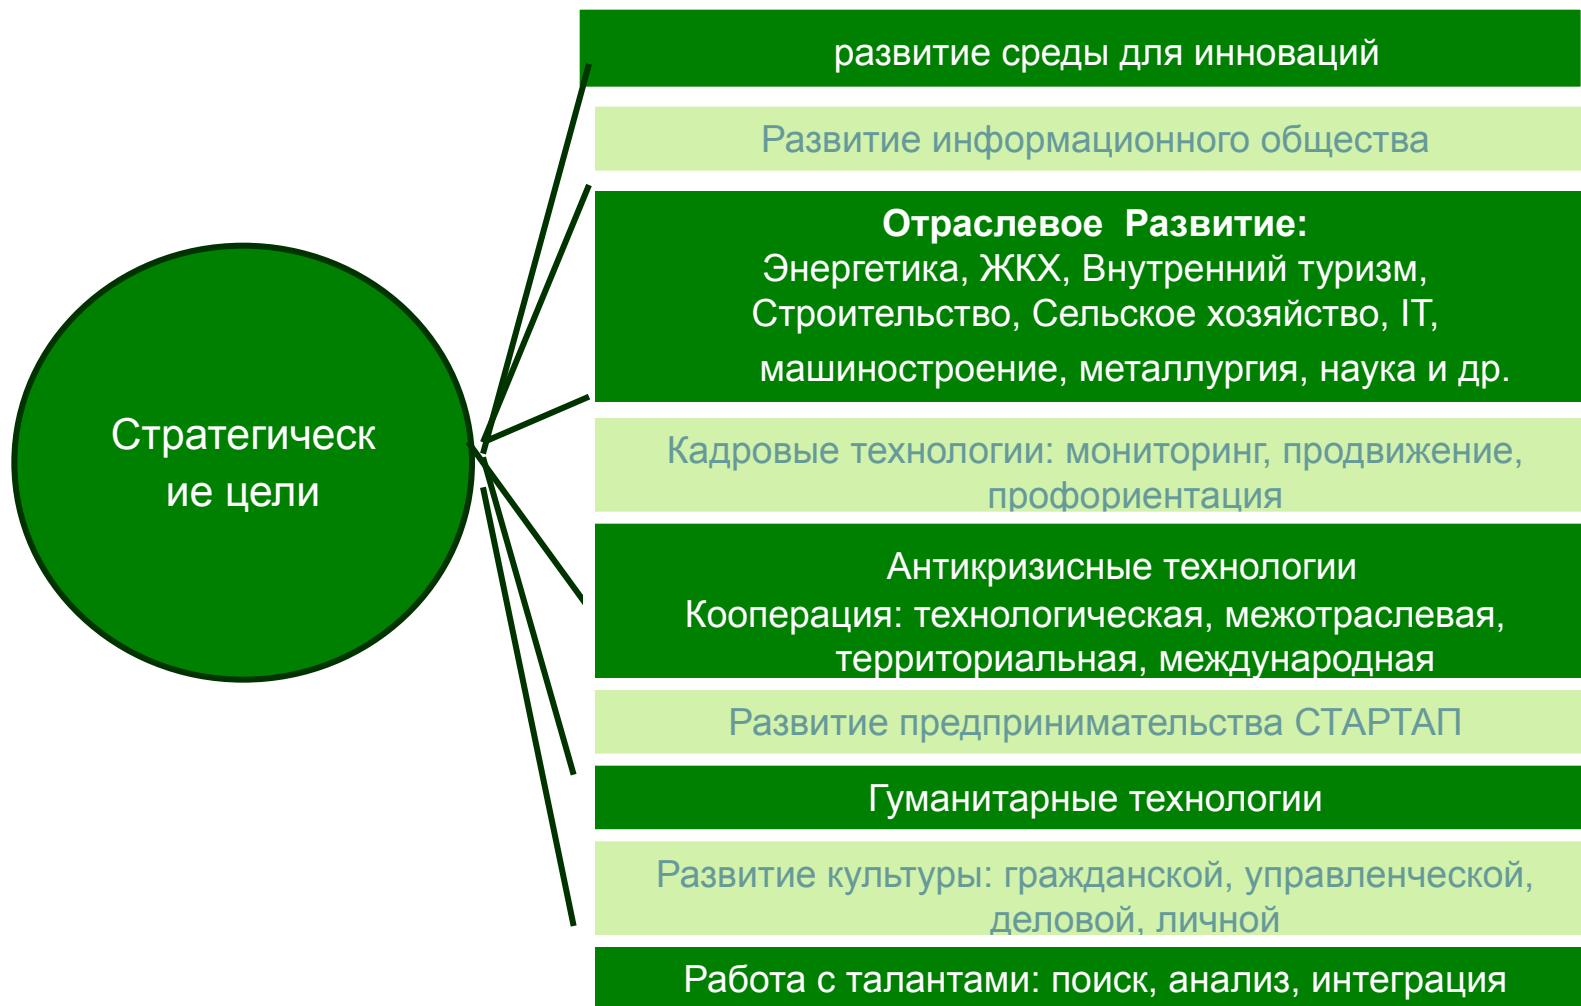 развитие среды для инноваций
Развитие информационного общества
Отраслевое Развитие:
Энергетика, ЖКХ, Внутренний туризм,
Строительство, Сельское хозяйство, IT,
машиностроение, металлургия, наука и др.
Стратегическ
ие цели
Кадровые технологии: мониторинг, продвижение,
профориентация
Антикризисные технологии
Кооперация: технологическая, межотраслевая,
территориальная, международная
Развитие предпринимательства СТАРТАП
Гуманитарные технологии
Развитие культуры: гражданской, управленческой,
деловой, личной
Работа с талантами: поиск, анализ, интеграция